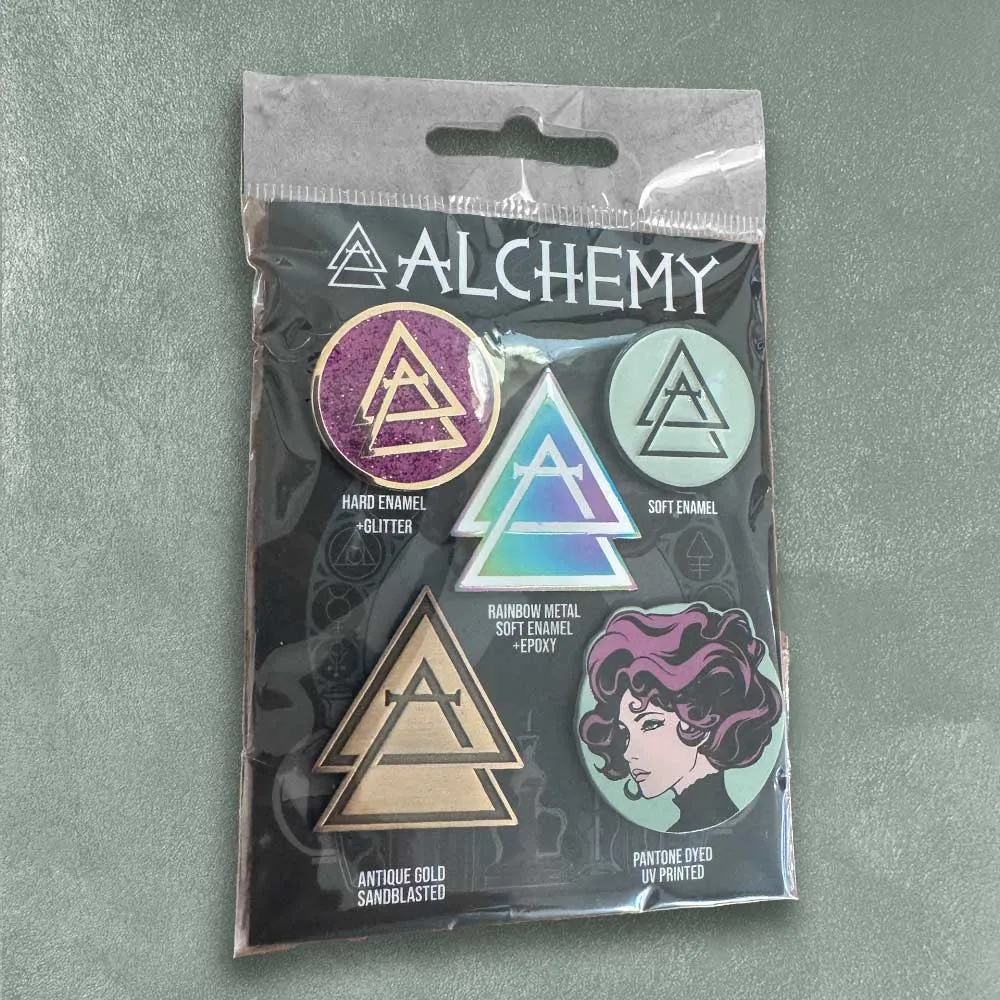 ALCHEMY
HARD ENAMEL
+GLITTER
SOFT ENAMEL
RAINBOW METAL
SOFT ENAMEL
+EPOXY
ANTIQUE GOLD
SANDBLASTED
PANTONE DYED
UV PRINTED